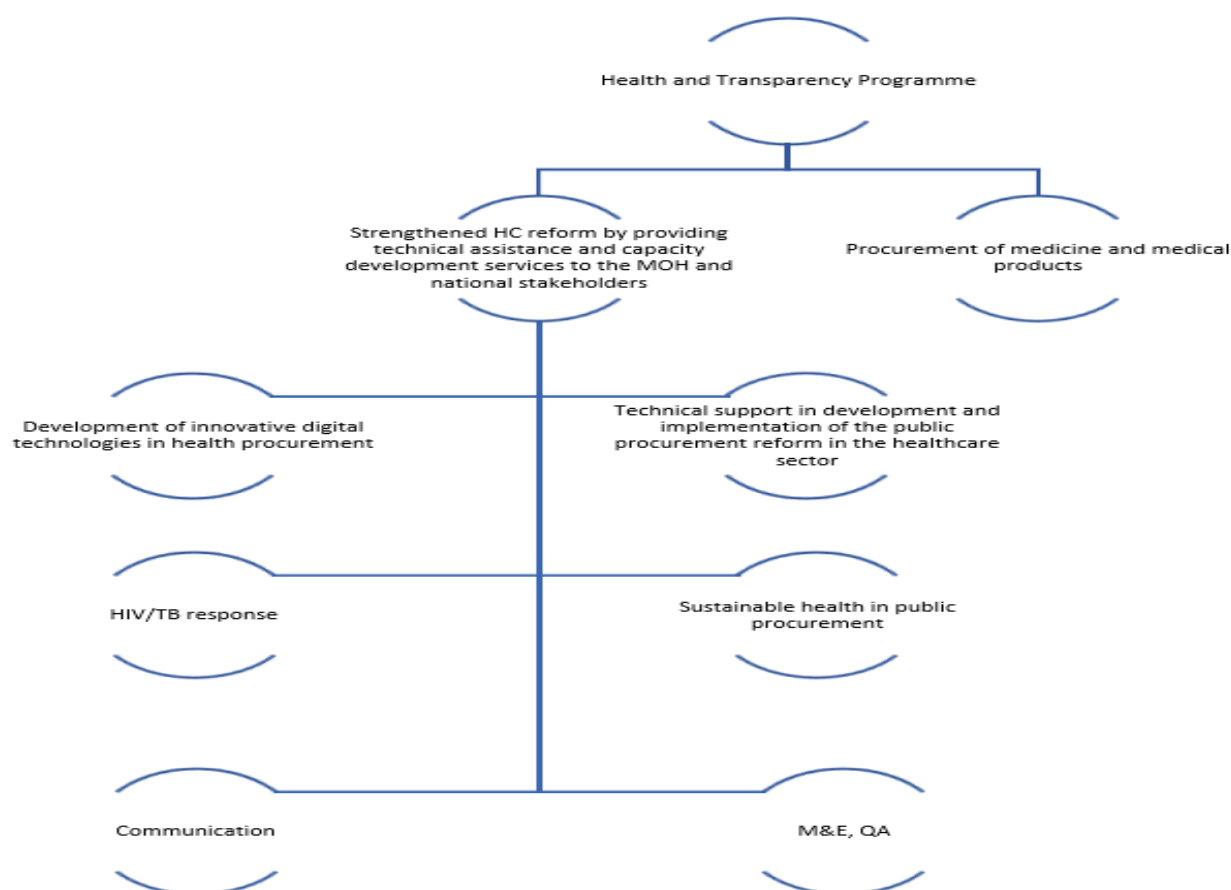 Health and Transparency Programme
Strengthened HC reform by providing
technical assistance and capacity
development services to the MOH and
national stakeholders
Procurement of medicine and medical
products
Development of innovative digital
technologies in health procurement
Technical support in development and
implementation of the public
procurement reform in the healthcare
sector
HIV/TB response
Sustainable health in public
procurement
Communication
M&E, QA